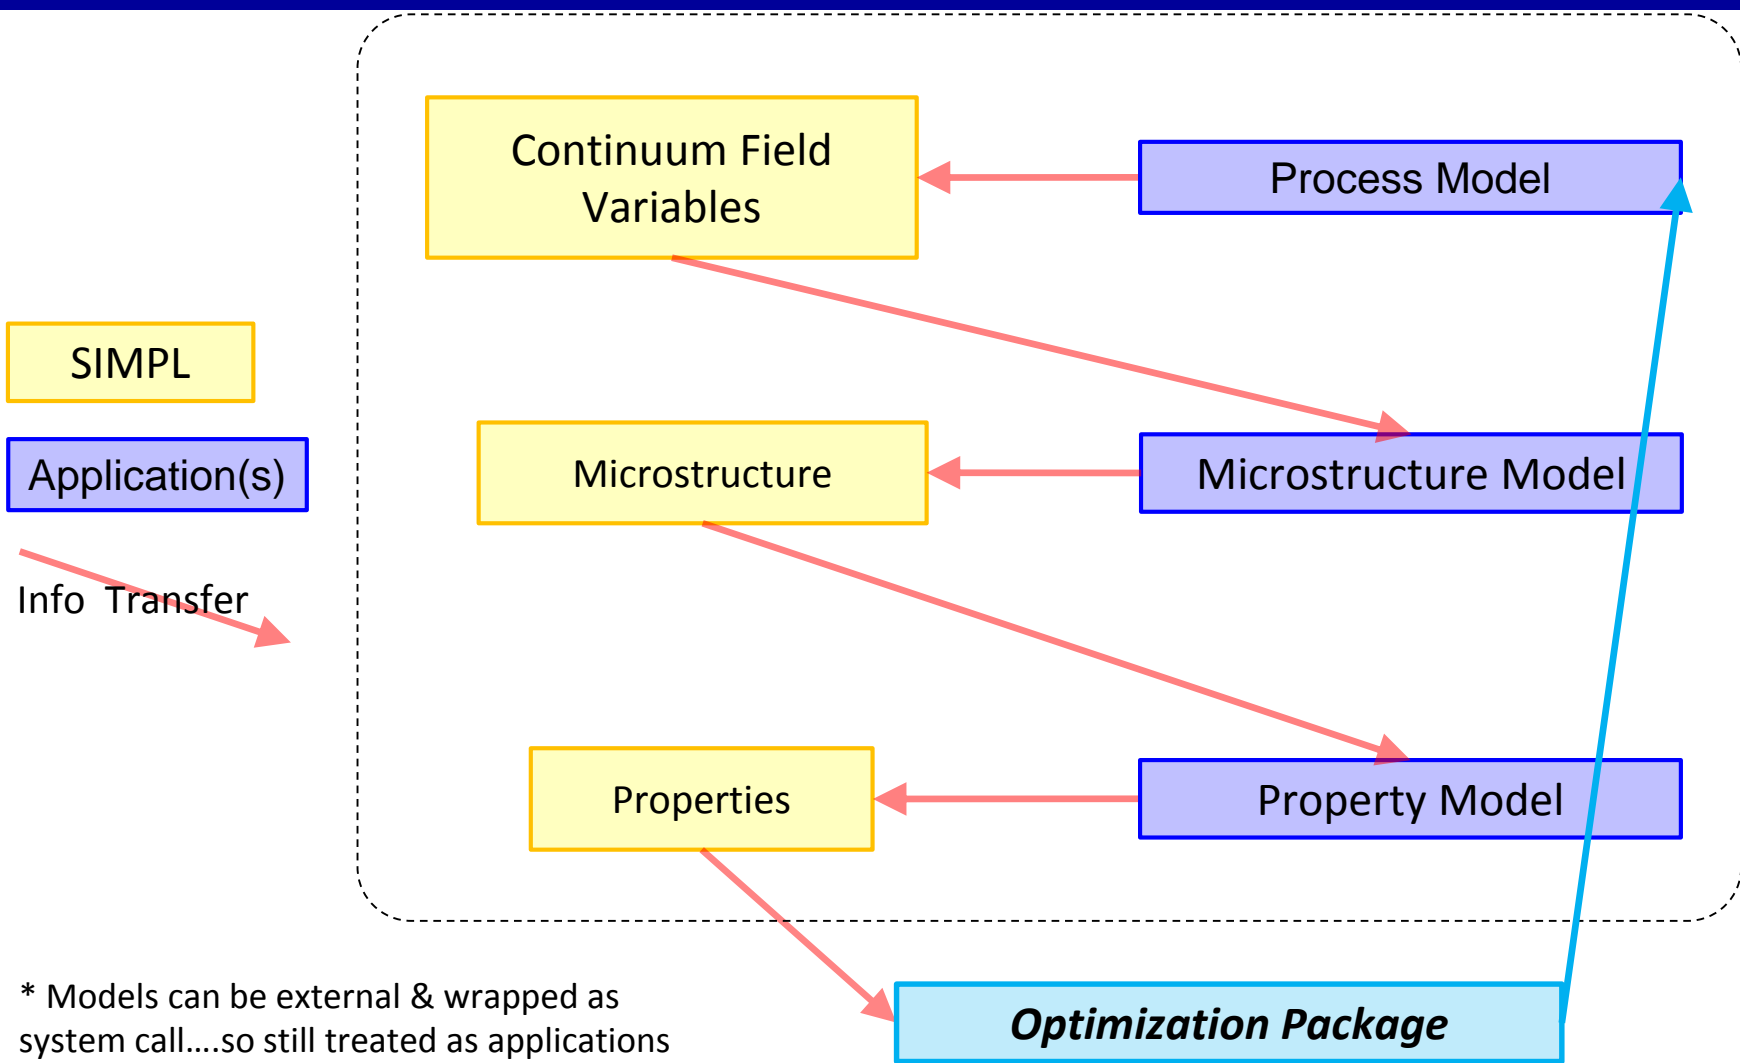 Continuum Field
Variables
Process Model
SIMPL
Application(s)
Microstructure
Microstructure Model
Info  Transfer
Properties
Property Model
* Models can be external & wrapped as
system call....so still treated as applications
Optimization Package